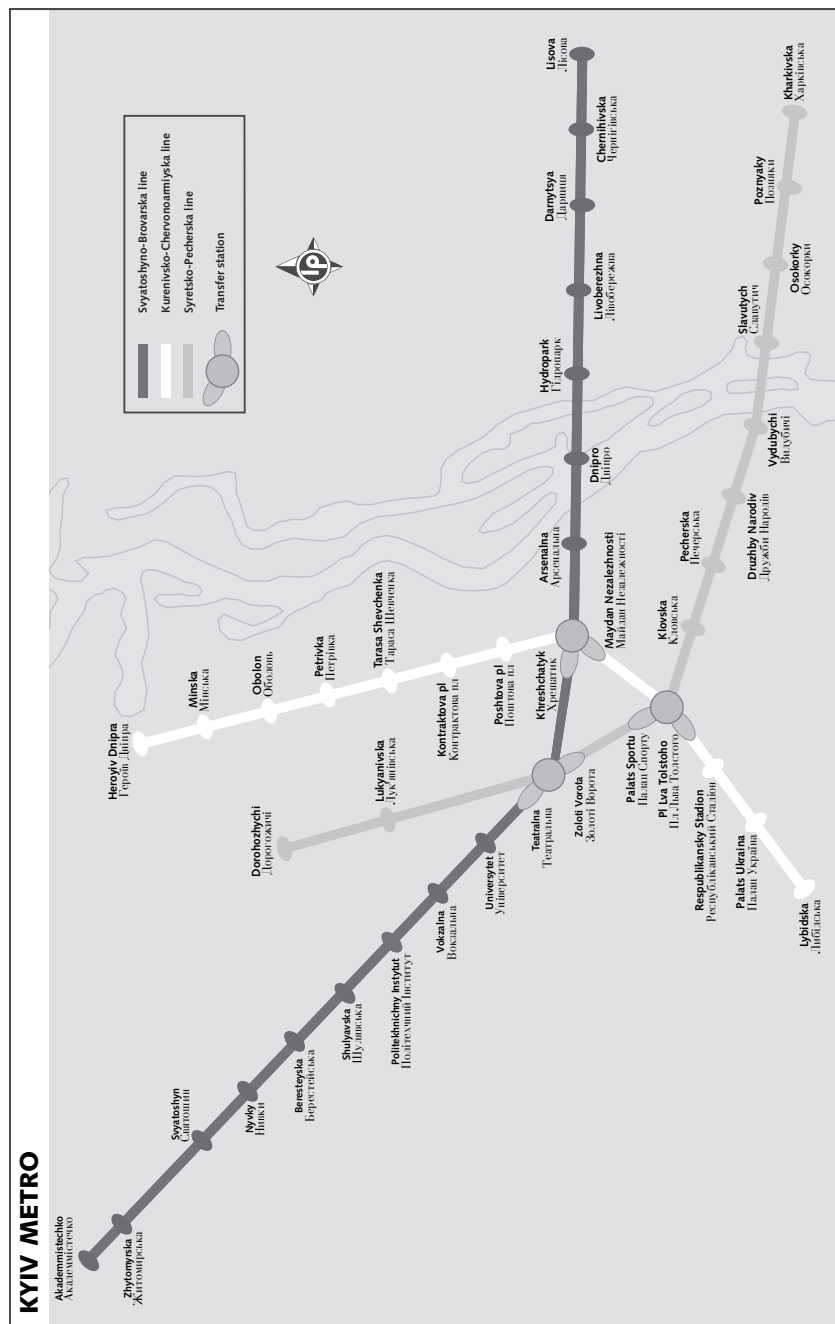 KYIV METRO
Akademmistechko
Академмістечко
Zhytomyrska
Житомирська
Svyatoshyn
Святошин
Nyvky
Нивки
Beresteyska
Берестейська
Shulyavska
Шулявська
Politekhnichny Instytut
Політехчний Інститут
Vokzalna
Вокзальна
Universytet
Університет
Teatralna
Театральна
Zoloti Vorota
Золоті Ворота
Dorohozhychi
Дорогожичі
Lukyanivska
Лук'янівська
Heroyiv Dnipra
Героїв Дніпра
Minska
Мінська
Obolon
Оболонь
Petrivka
Петрівка
Tarasa Shevchenka
Тараса Шевченка
Kontraktova pl
Контрактова пл
Poshtova pl
Поштова пл
Khreshchatyk
Хрещатик
Maydan Nezalezhnosti
Майдан Незалежності
Palats Sportu
Палац Спорту
Pl Lva Tolstoho
Пл Льва Толстого
Respublikansky Stadion
Республіканський Стадіон
Palats Ukraina
Палац Україна
Lybidska
Либідська
Arsenalna
Арсенальна
Dnipro
Дніпро
Hydropark
Гідропарк
Livoberezhna
Лівобережна
Darnytsya
Дарниця
Chernihivska
Чернігівська
Lisova
Лісова
Klovska
Кловська
Pecherska
Печерська
Druzhby Narodiv
Дружби Народів
Vydubychi
Видубичі
Slavutych
Славутич
Osokorky
Осокорки
Poznyaky
Позняки
Kharkivska
Харківська
Svyatoshyno-Brovarska line
Kurenivsko-Chervonoarmiyska line
Syretsko-Pecherska line
Transfer station
lp